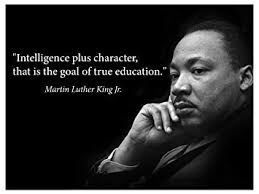 "Intelligence plus character,
that is the goal of true education."
Martin Luther King Jr.